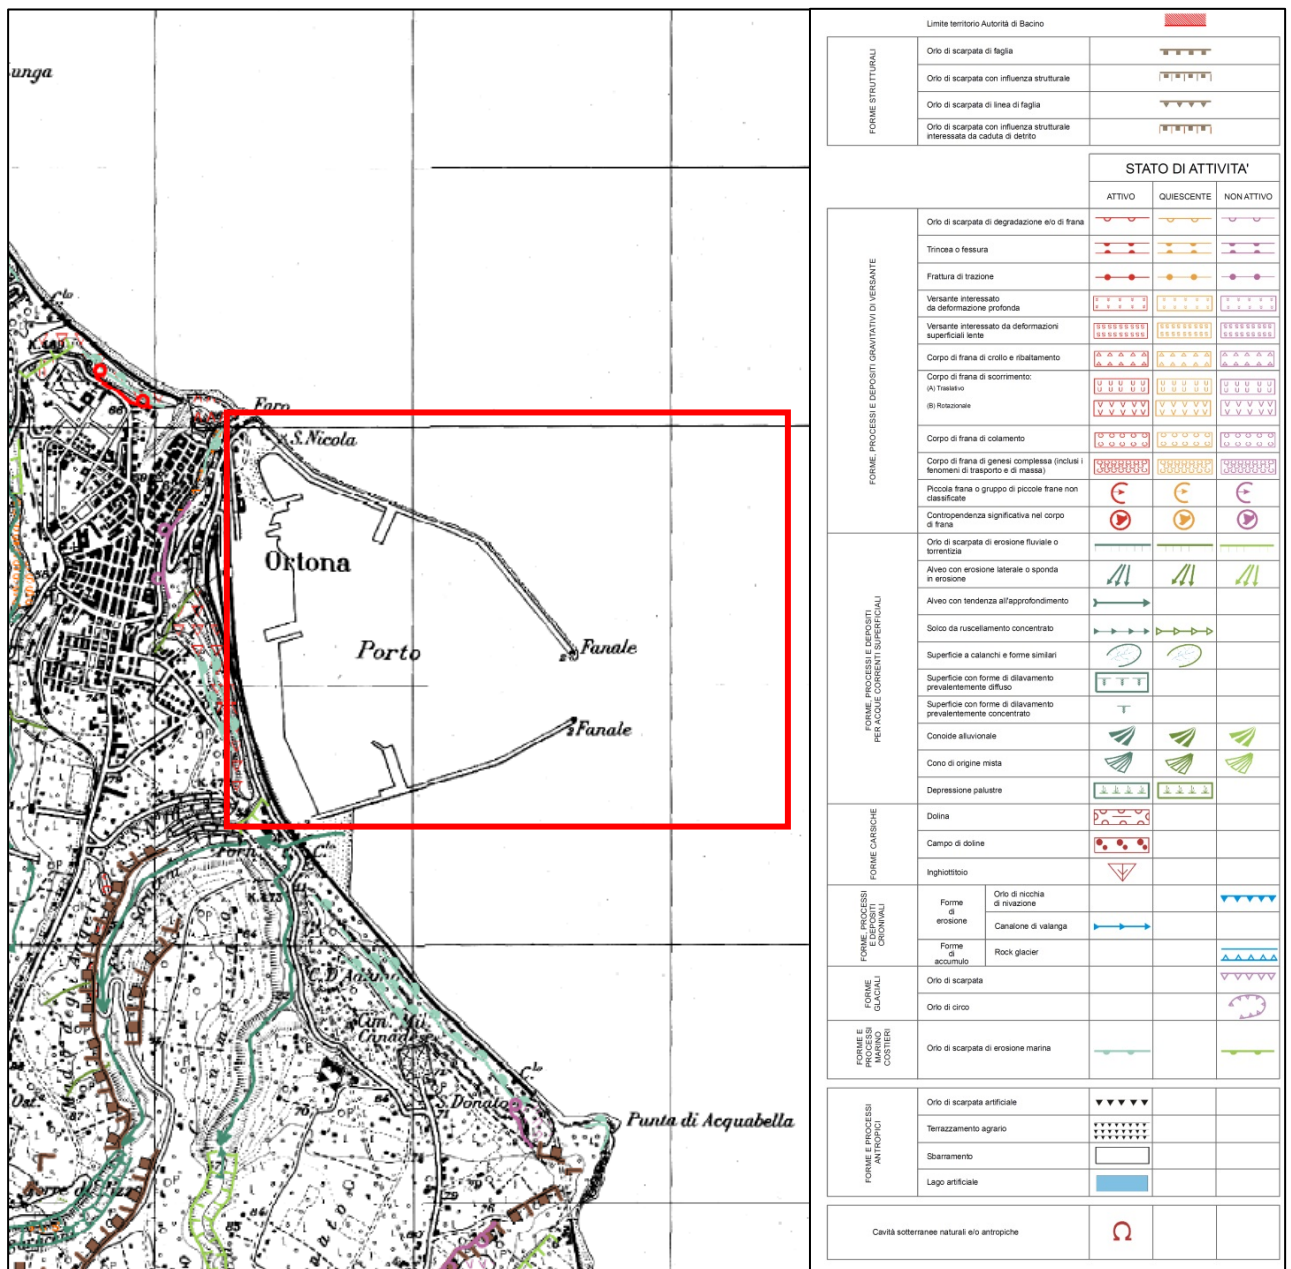 unga
K.469
66
Faro
S. Nicola
Ortona
Porto
Fanale
Fanale
79
K.473
C. D'Adamo
Cim. Mil.
Canadese
S. Donato
71
70
84
Punta di Acquabella
Limite territorio Autorità di Bacino
FORME STRUTTURALI
Orlo di scarpata di faglia
Orlo di scarpata con influenza strutturale
Orlo di scarpata di linea di faglia
Orlo di scarpata con influenza strutturale
interessata da caduta di detrito
STATO DI ATTIVITA'
ATTIVO QUIESCENTE NON ATTIVO
FORME, PROCESSI E DEPOSITI GRAVITATIVI DI VERSANTE
Orlo di scarpata di degradazione e/o di frana
Trincea o fessura
Frattura di trazione
Versante interessato
da deformazione profonda
Versante interessato da deformazioni
superficiali lente
Corpo di frana di crollo e ribaltamento
Corpo di frana di scorrimento:
(A) Traslativo
(B) Rotazionale
Corpo di frana di colamento
Corpo di frana di genesi complessa (inclusi i
fenomeni di trasporto e di massa)
Piccola frana o gruppo di piccole frane non
classificate
Contropendenza significativa nel corpo
di frana
FORME, PROCESSI E DEPOSITI
PER ACQUE CORRENTI SUPERFICIALI
Orlo di scarpata di erosione fluviale o
torrentizia
Alveo con erosione laterale o sponda
in erosione
Alveo con tendenza all'approfondimento
Solco da ruscellamento concentrato
Superficie a calanchi e forme similari
Superficie con forme di dilavamento
prevalentemente diffuso
Superficie con forme di dilavamento
prevalentemente concentrato
Conoide alluvionale
Cono di origine mista
Depressione palustre
FORME CARSICHE
Dolina
Campo di doline
Inghiottitoio
FORME, PROCESSI
E DEPOSITI
CRIONIVALI
Forme
di
erosione
Orlo di nicchia
di nivazione
Canalone di valanga
Forme
di
accumulo
Rock glacier
FORME
GLACIALI
Orlo di scarpata
Orlo di circo
FORME E
PROCESSI
MARINO
COSTIERI
Orlo di scarpata di erosione marina
FORME E PROCESSI
ANTROPICI
Orlo di scarpata artificiale
Terrazzamento agrario
Sbarramento
Lago artificiale
Cavità sotterranee naturali e/o antropiche